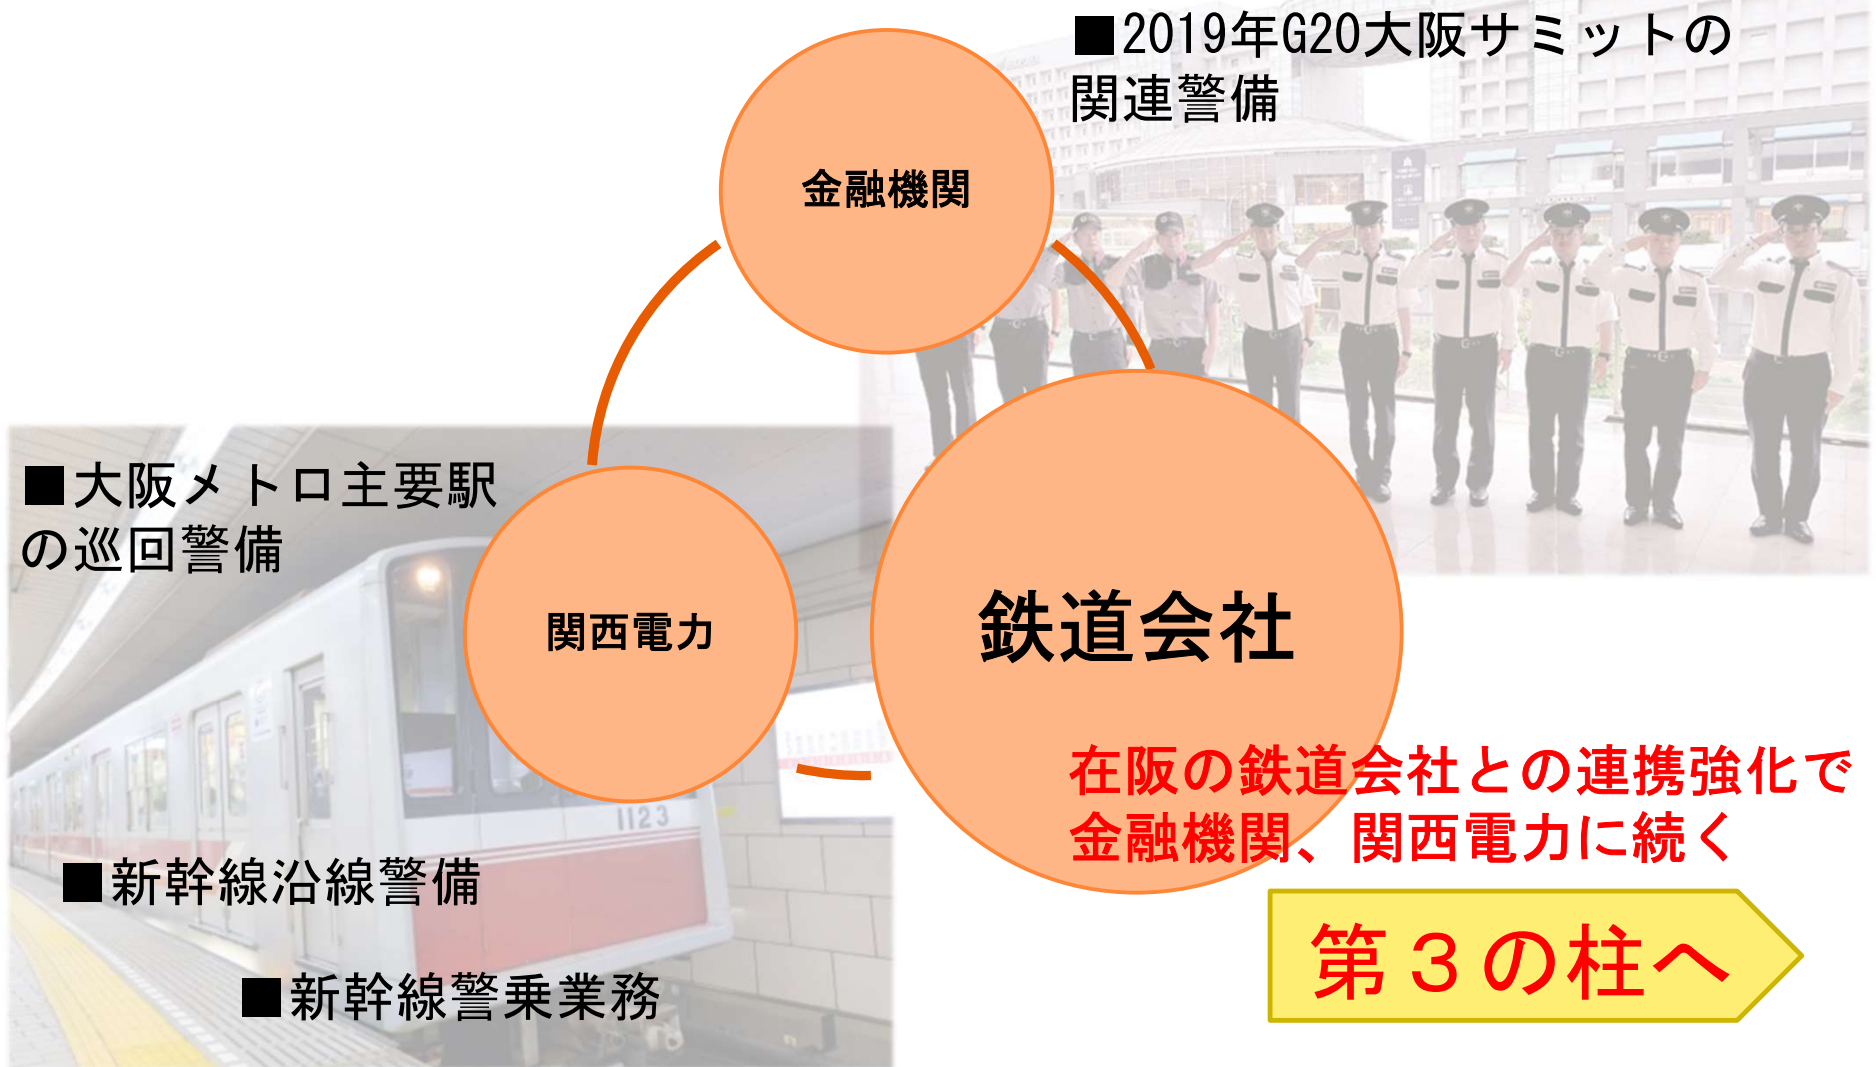 ■2019年G20大阪サミットの
関連警備
金融機関
■大阪メトロ主要駅
の巡回警備
関西電力
鉄道会社
在阪の鉄道会社との連携強化で
金融機関、関西電力に続く
1123
■新幹線沿線警備
第３の柱へ
■新幹線警乗業務